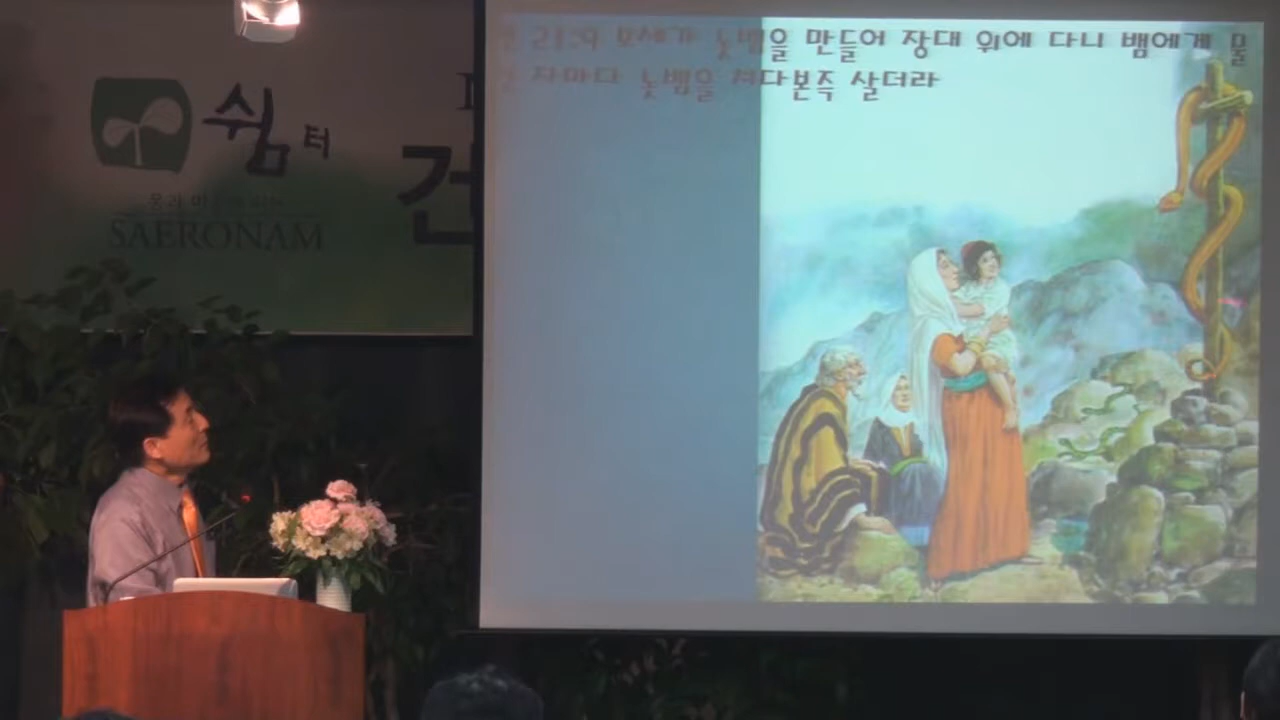 쉼터
SAERONAM
건
21:9 모세가 놋뱀을 만들어 장대 위에 다니 뱀에게 물
자마다 놋뱀을 쳐다본즉 살더라